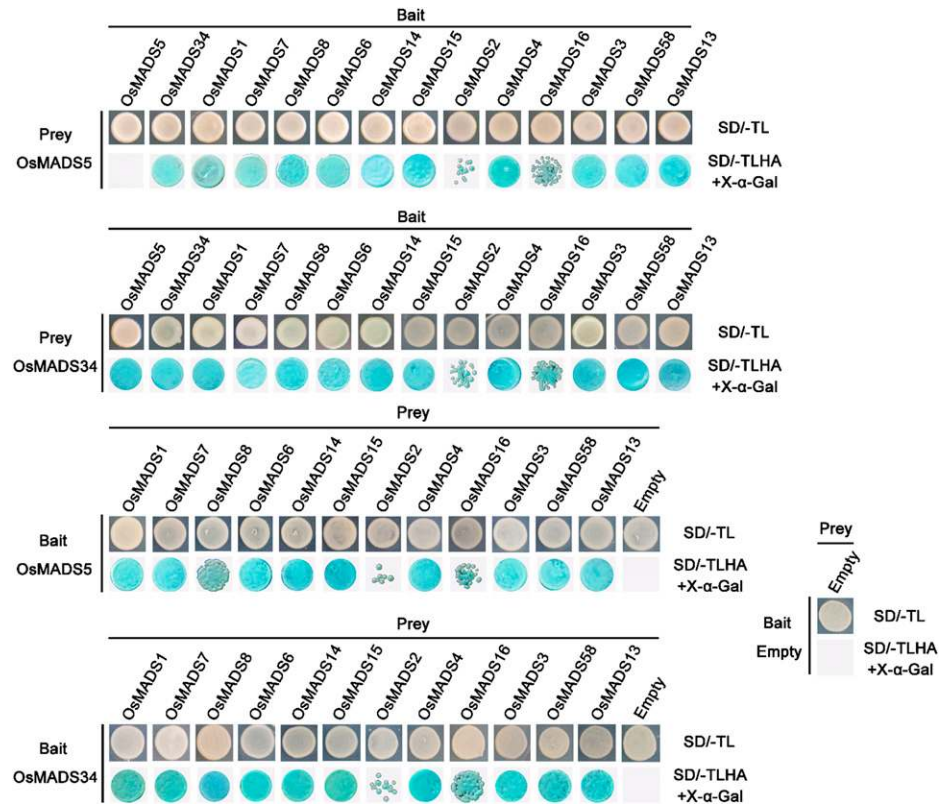 Bait
OsMADS5 OsMADS34 OsMADS1 OsMADS7 OsMADS8 OsMADS6 OsMADS14 OsMADS15 OsMADS2 OsMADS4 OsMADS16 OsMADS3 OsMADS58 OsMADS13
Prey
OsMADS5
SD/-TL
SD/-TLHA
+X-α-Gal
Bait
OsMADS5 OsMADS34 OsMADS1 OsMADS7 OsMADS8 OsMADS6 OsMADS14 OsMADS15 OsMADS2 OsMADS4 OsMADS16 OsMADS3 OsMADS58 OsMADS13
Prey
OsMADS34
SD/-TL
SD/-TLHA
+X-α-Gal
Prey
OsMADS1 OsMADS7 OsMADS8 OsMADS6 OsMADS14 OsMADS15 OsMADS2 OsMADS4 OsMADS16 OsMADS3 OsMADS58 OsMADS13 Empty
Bait
OsMADS5
SD/-TL
SD/-TLHA
+X-α-Gal
Prey
Empty
Bait
Empty
SD/-TL
SD/-TLHA
+X-α-Gal
Prey
OsMADS1 OsMADS7 OsMADS8 OsMADS6 OsMADS14 OsMADS15 OsMADS2 OsMADS4 OsMADS16 OsMADS3 OsMADS58 OsMADS13 Empty
Bait
OsMADS34
SD/-TL
SD/-TLHA
+X-α-Gal